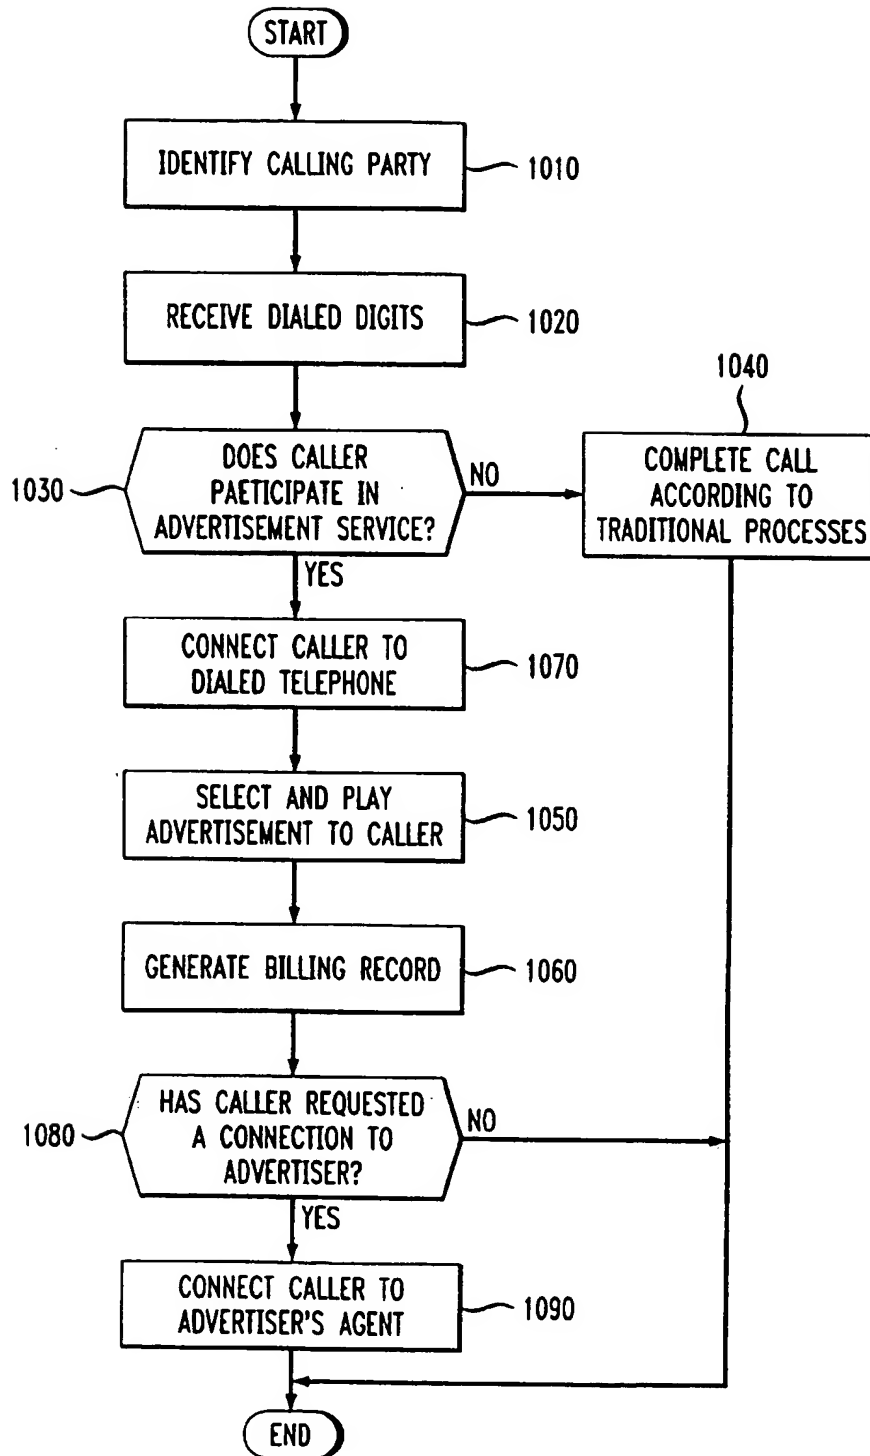 START
IDENTIFY CALLING PARTY
1010
RECEIVE DIALED DIGITS
1020
1040
DOES CALLER
PAETICIPATE IN
ADVERTISEMENT SERVICE?
1030
NO
COMPLETE CALL
ACCORDING TO
TRADITIONAL PROCESSES
YES
CONNECT CALLER TO
DIALED TELEPHONE
1070
SELECT AND PLAY
ADVERTISEMENT TO CALLER
1050
GENERATE BILLING RECORD
1060
HAS CALLER REQUESTED
A CONNECTION TO
ADVERTISER?
1080
NO
YES
CONNECT CALLER TO
ADVERTISER'S AGENT
1090
END